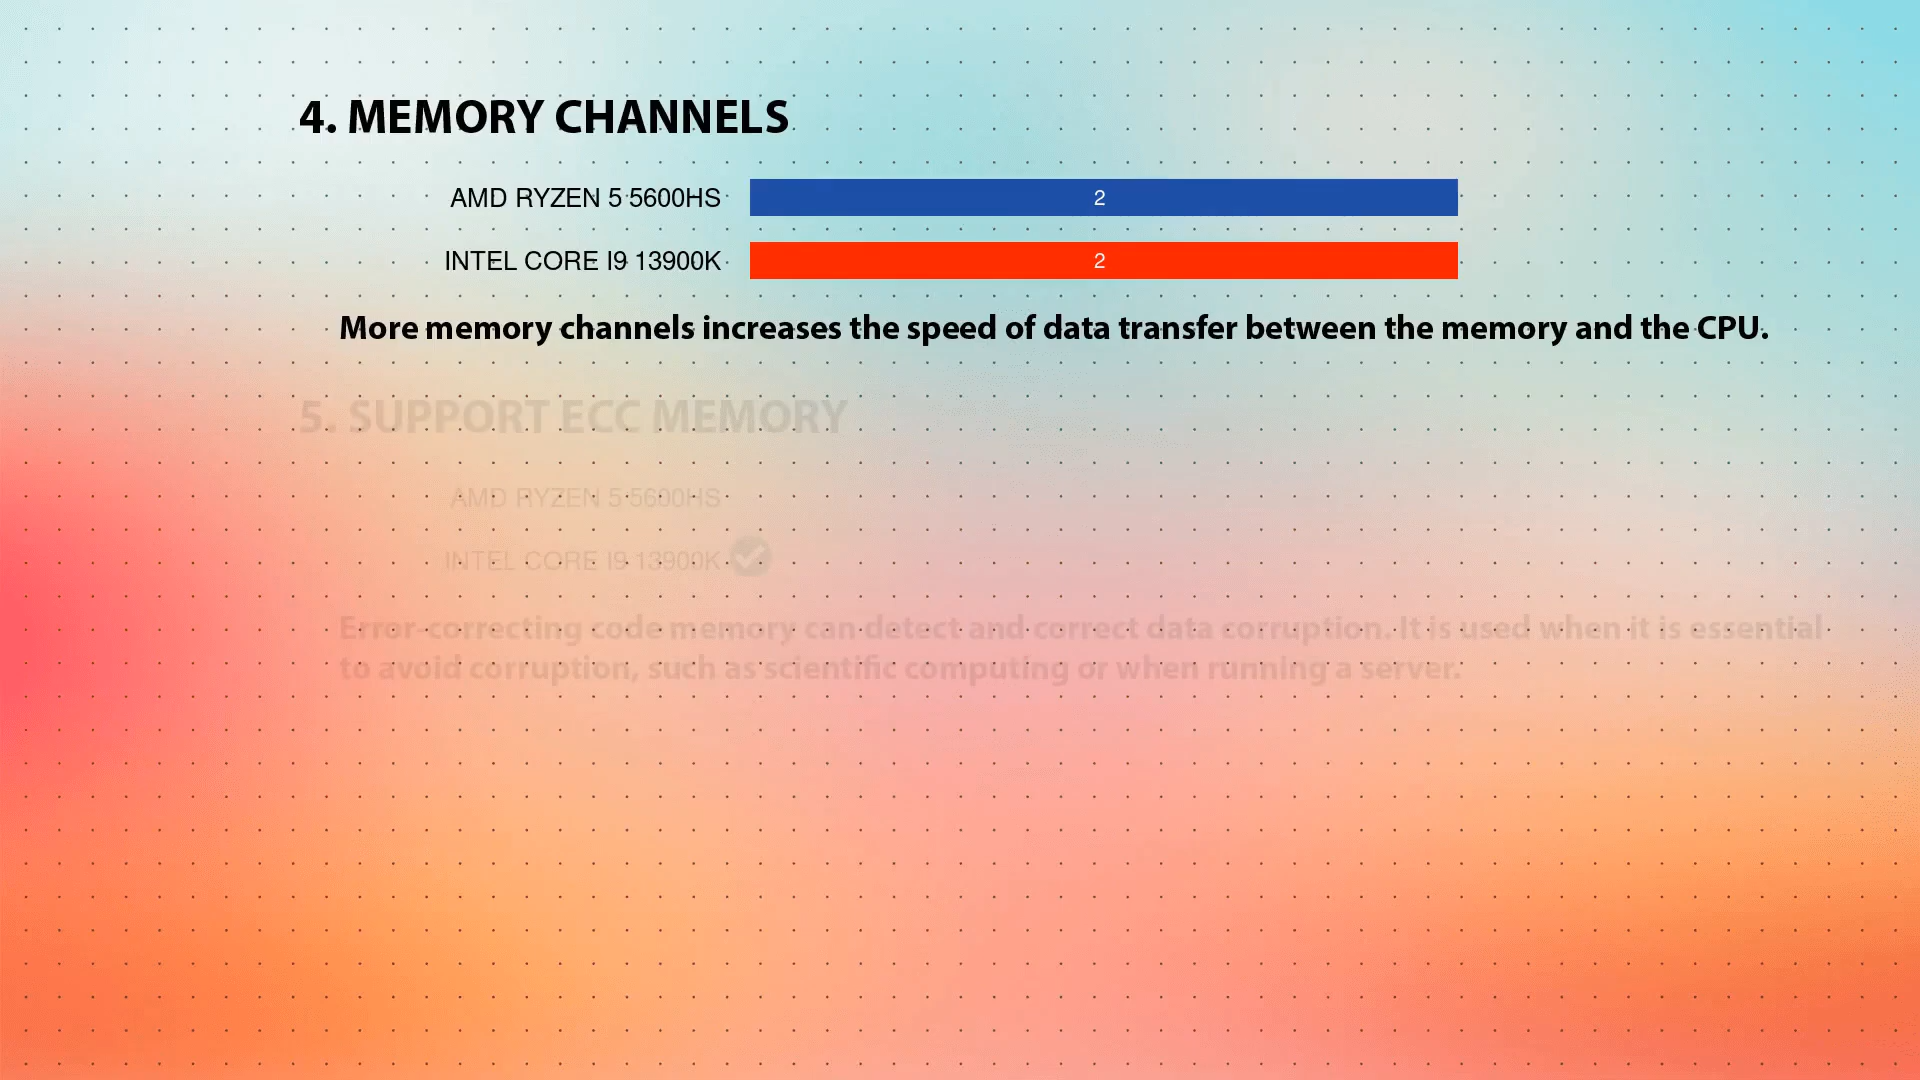 4. MEMORY CHANNELS
AMD RYZEN 5 5600HS
2
INTEL CORE I9 13900K
2
More memory channels increases the speed of data transfer between the memory and the CPU.
5. SUPPORT ECC MEMORY
AMD RYZEN 5 5600HS
INTEL CORE I9 13900K
Error-correcting code memory can detect and correct data corruption. It is used when it is essential
to avoid corruption, such as scientific computing or when running a server.